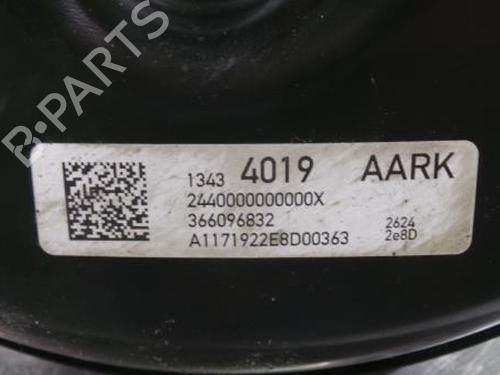 B-PARTS
1343 4019 AARK
2440000000000X
366096832 2624
A1171922E8D00363 2e8D